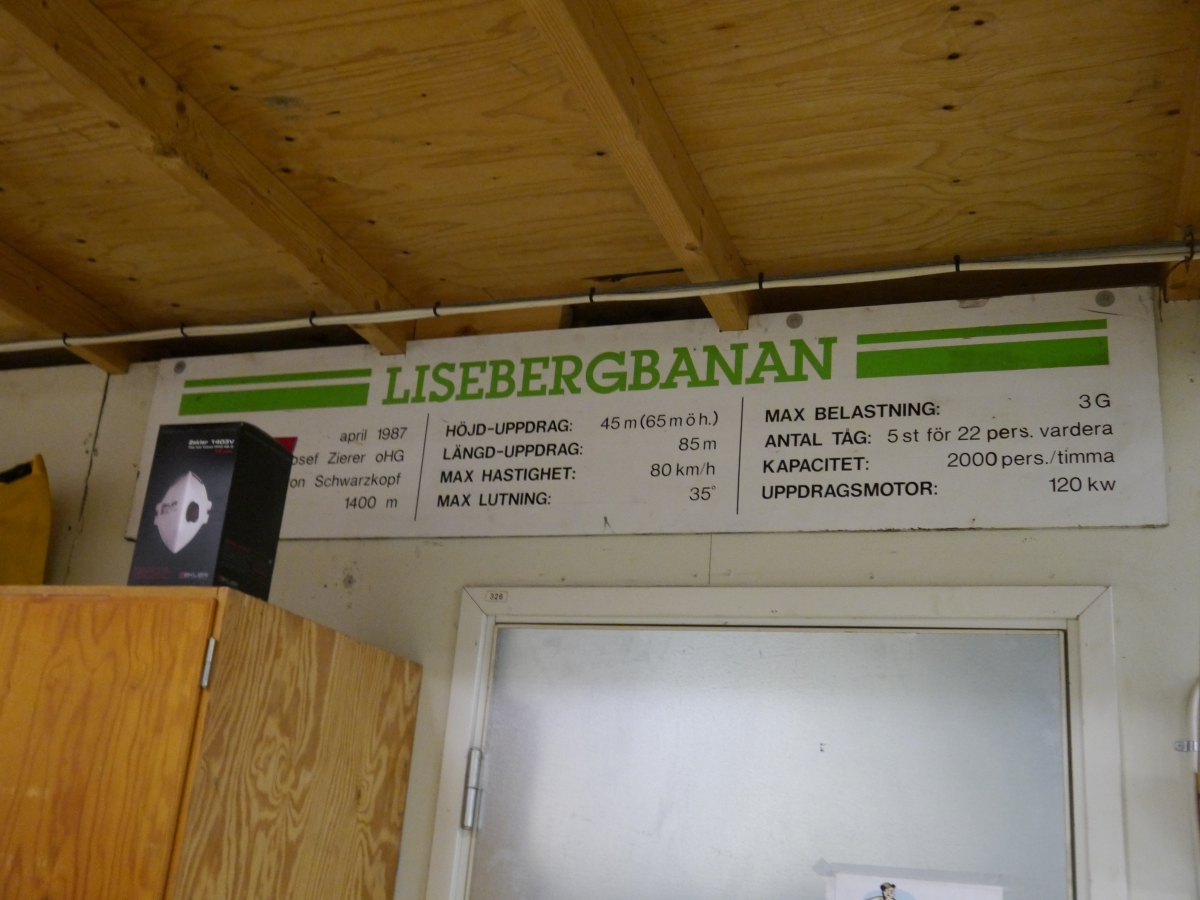 LISEBERGBANAN
april 1987
osef Zierer oHG
on Schwarzkopf
1400 m
HÖJD-UPPDRAG: 45 m (65 m ö h.)
LÄNGD-UPPDRAG: 85 m
MAX HASTIGHET: 80 km/h
MAX LUTNING: 35°
MAX BELASTNING: 3 G
ANTAL TÅG: 5 st för 22 pers. vardera
KAPACITET: 2000 pers./timma
UPPDRAGSMOTOR: 120 kw
1402V
326